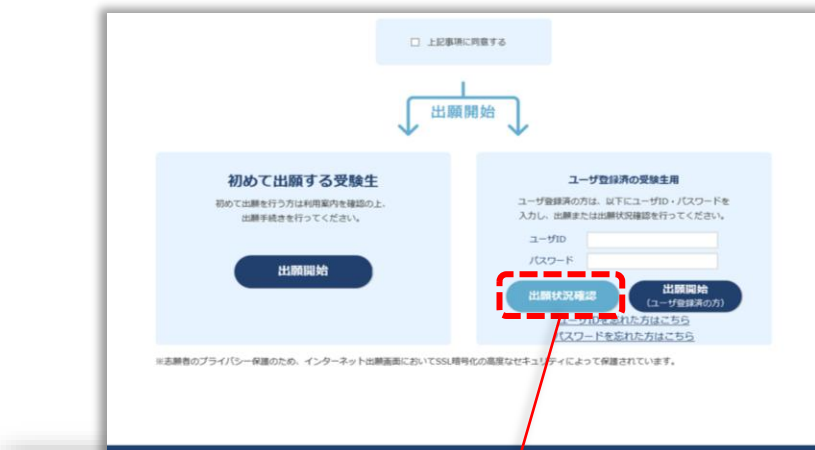 上記事項に同意する
出願開始
初めて出願する受験生
初めて出願を行う方は利用案内を確認の上、
出願手続きを行ってください。
出願開始
ユーザ登録済の受験生用
ユーザ登録済の方は、以下にユーザID・パスワードを
入力し、出願または出願状況確認を行ってください。
ユーザID
パスワード
出願状況確認
出願開始
(ユーザ登録済の方)
ユーザIDを忘れた方はこちら
パスワードを忘れた方はこちら
※志願者のプライバシー保護のため、インターネット出願画面においてSSL暗号化の高度なセキュリティによって保護されています。